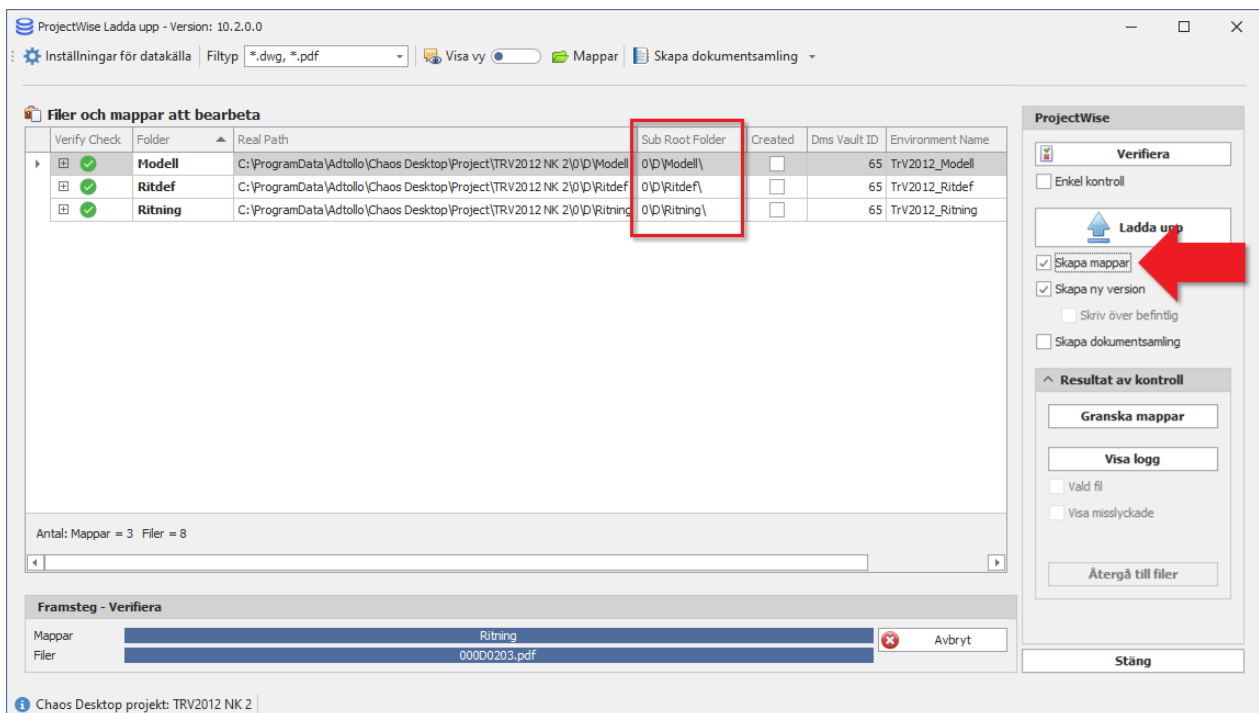 ProjectWise Ladda upp - Version: 10.2.0.0
Inställningar för datakälla Filtyp *.dwg, *.pdf Visa vy Mappar Skapa dokumentsamling
Filer och mappar att bearbeta
Verify Check Folder Real Path Sub Root Folder Created Dms Vault ID Environment Name
Modell C:\ProgramData\Adtollo\Chaos Desktop\Project\TRV2012 NK 2\0\D\Modell 0\D\Modell\ 65 TrV2012_Modell
Ritdef C:\ProgramData\Adtollo\Chaos Desktop\Project\TRV2012 NK 2\0\D\Ritdef 0\D\Ritdef\ 65 TrV2012_Ritdef
Ritning C:\ProgramData\Adtollo\Chaos Desktop\Project\TRV2012 NK 2\0\D\Ritning 0\D\Ritning\ 65 TrV2012_Ritning
Antal: Mappar = 3 Filer = 8
Framsteg - Verifiera
Mappar Ritning
Filer 000D0203.pdf
Avbryt
ProjectWise
Verifiera
Enkel kontroll
Ladda upp
Skapa mappar
Skapa ny version
Skriv över befintlig
Skapa dokumentsamling
Resultat av kontroll
Granska mappar
Visa logg
Vald fil
Visa misslyckade
Återgå till filer
Stäng
Chaos Desktop projekt: TRV2012 NK 2